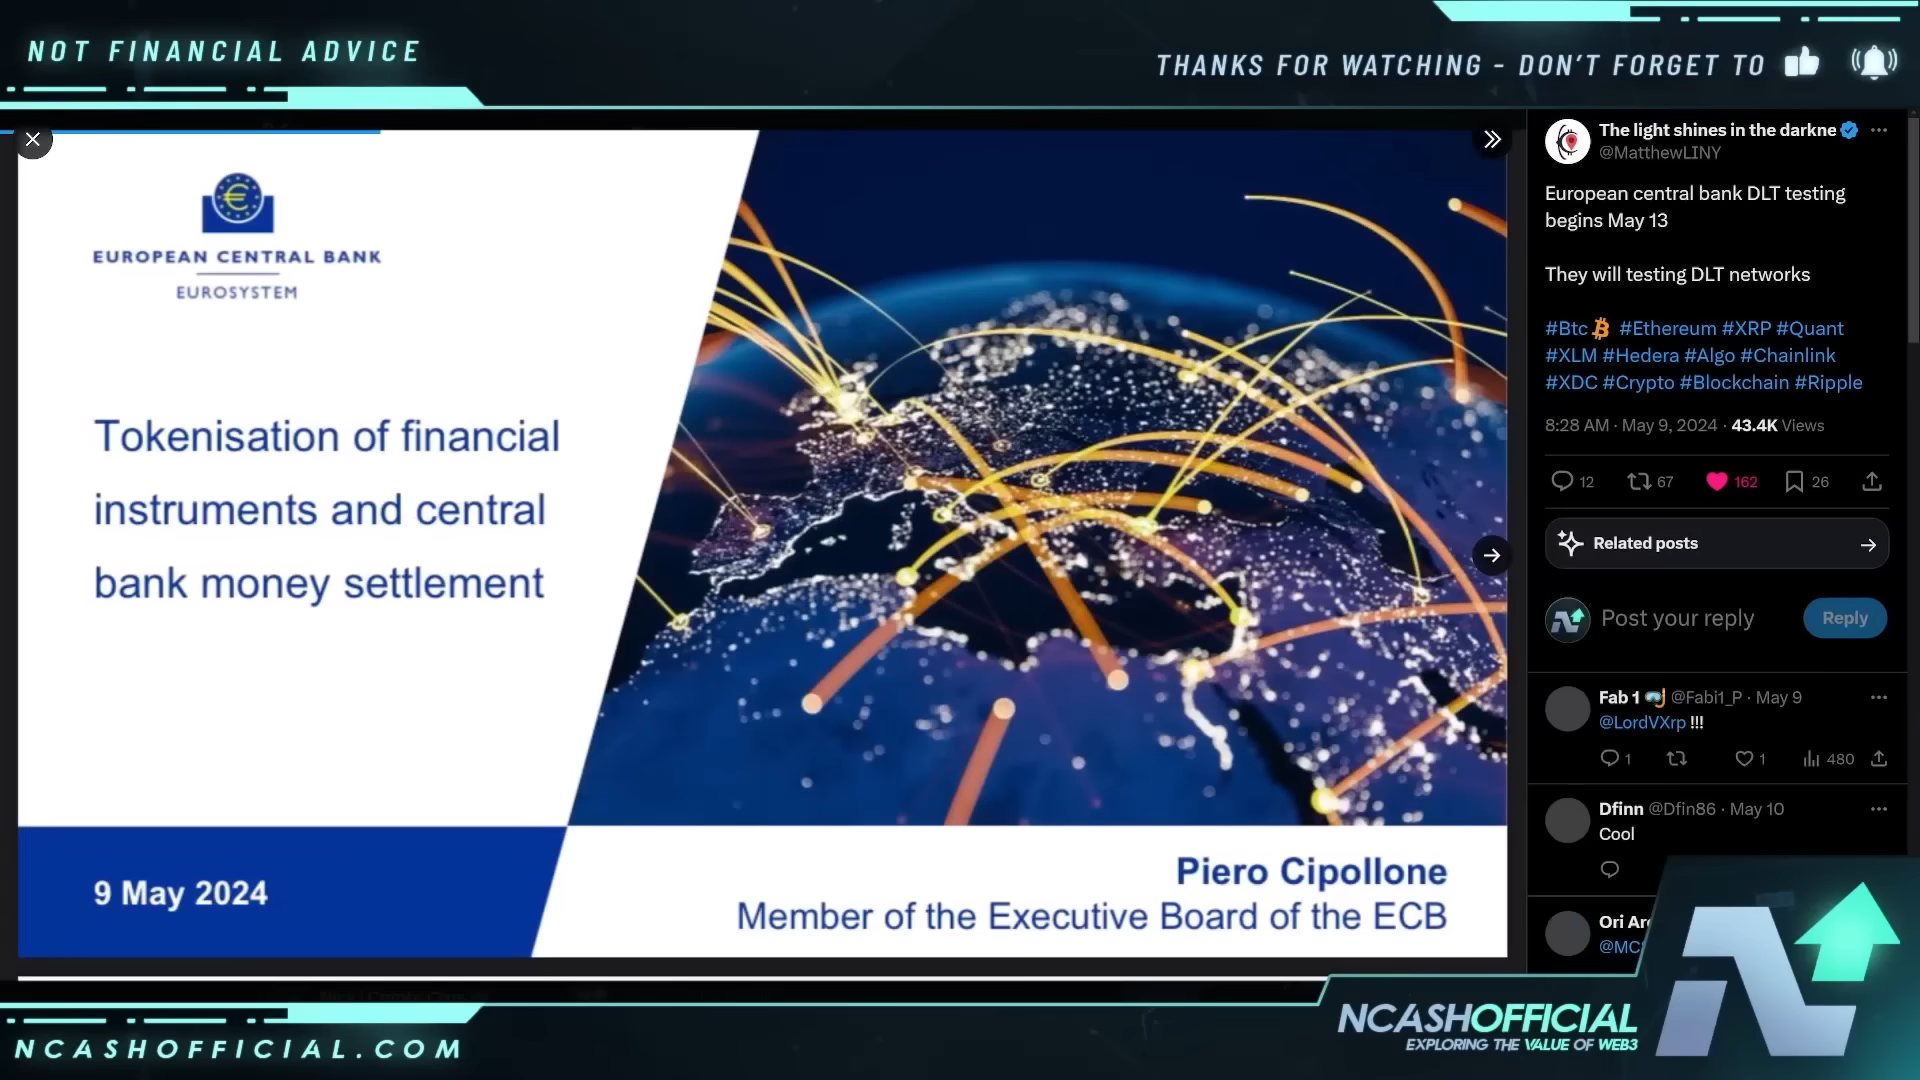 NOT FINANCIAL ADVICE
THANKS FOR WATCHING - DON'T FORGET TO
EUROPEAN CENTRAL BANK
EUROSYSTEM
Tokenisation of financial
instruments and central
bank money settlement
9 May 2024
Piero Cipollone
Member of the Executive Board of the ECB
The light shines in the darkne
@MatthewLINY
European central bank DLT testing
begins May 13
They will testing DLT networks
#Btc #Ethereum #XRP #Quant
#XLM #Hedera #Algo #Chainlink
#XDC #Crypto #Blockchain #Ripple
8:28 AM · May 9, 2024 · 43.4K Views
12 67 162 26
Related posts
Post your reply
Reply
Fab 1 @Fabi1_P · May 9
@LordVXrp !!!
1 1 480
Dfinn @Dfin86 · May 10
Cool
Ori
NCASHOFFICIAL
EXPLORING THE VALUE OF WEB3
NCASHOFFICIAL.COM